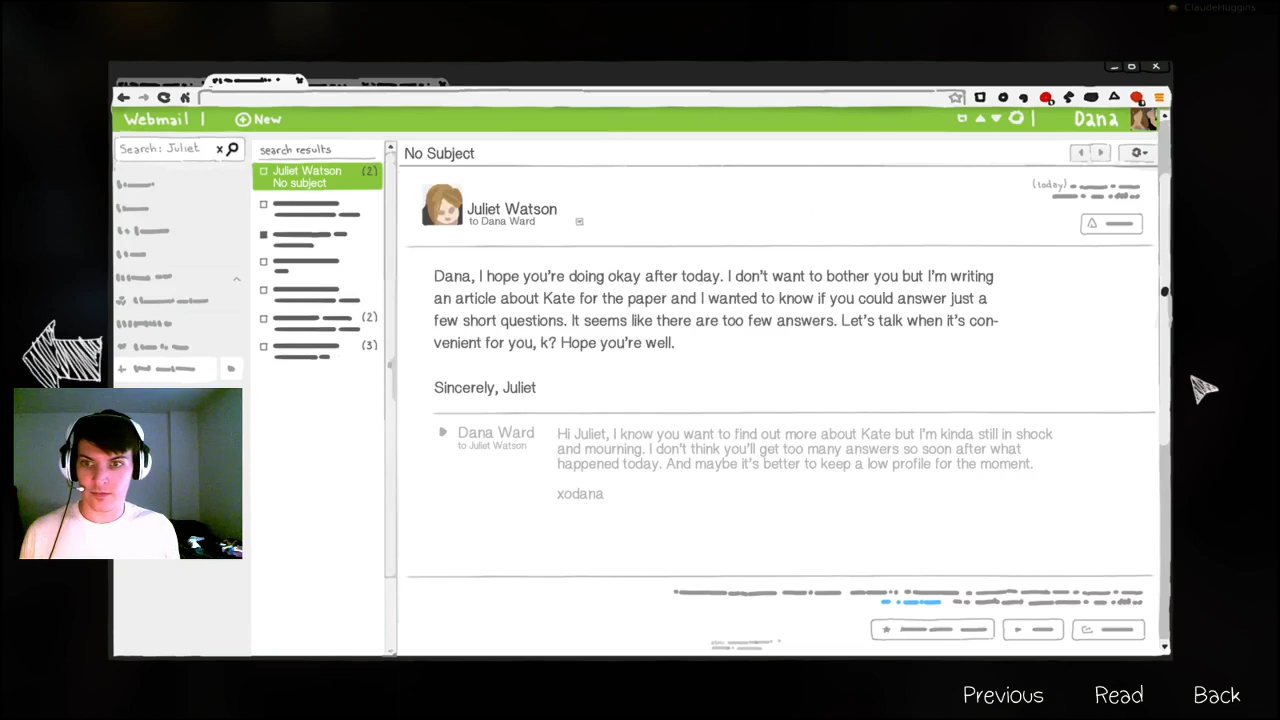 ClaudeHuggins
Webmail |
New
Dana
Search: Juliet x
search results
No Subject
Juliet Watson (2)
No subject
(today)
Juliet Watson
to Dana Ward
Dana, I hope you're doing okay after today. I don't want to bother you but I'm writing
an article about Kate for the paper and I wanted to know if you could answer just a
few short questions. It seems like there are too few answers. Let's talk when it's con-
venient for you, k? Hope you're well.
(2)
(3)
Sincerely, Juliet
Dana Ward
to Juliet Watson
Hi Juliet, I know you want to find out more about Kate but I'm kinda still in shock
and mourning. I don't think you'll get too many answers so soon after what
happened today. And maybe it's better to keep a low profile for the moment.
xodana
Previous Read Back